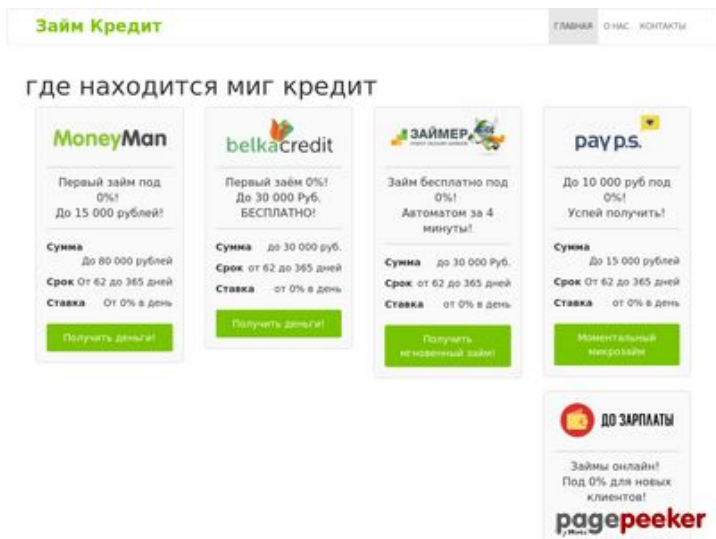 Займ Кредит
ГЛАВНАЯ О НАС. КОНТАКТЫ
где находится миг кредит
MoneyMan
Первый займ под
0%!
До 15 000 рублей!
Сумма
До 80 000 рублей
Срок От 62 до 365 дней
Ставка От 0% в день
Получить деньги!
belkacredit
Первый заём 0%!
До 30 000 Руб.
БЕСПЛАТНО!
Сумма до 30 000 руб.
Срок от 62 до 365 дней
Ставка от 0% в день
Получить деньги!
ЗАЙМЕР
Займ бесплатно под
0%!
Автоматом за 4
минуты!
Сумма до 30 000 Руб.
Срок от 62 до 365 дней
Ставка от 0% в день
Получить
мгновенный займ!
pay p.s.
До 10 000 руб под
0%!
Успей получить!
Сумма
До 15 000 рублей
Срок От 62 до 365 дней
Ставка от 0% в день
Моментальный
микрозайм
ДО ЗАРПЛАТЫ
Займы онлайн!
Под 0% для новых
клиентов!
pagepeeker